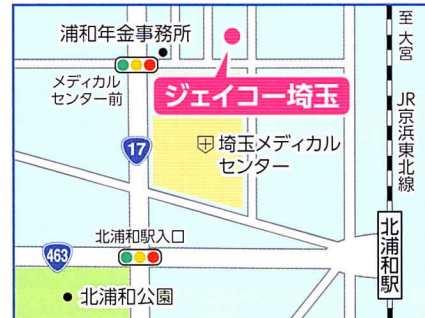 浦和年金事務所
メディカル
センター前
ジェイコー埼玉
至 大宮
JR京浜東北線
17
埼玉メディカル
センター
北浦和駅入口
463
北浦和駅
北浦和公園